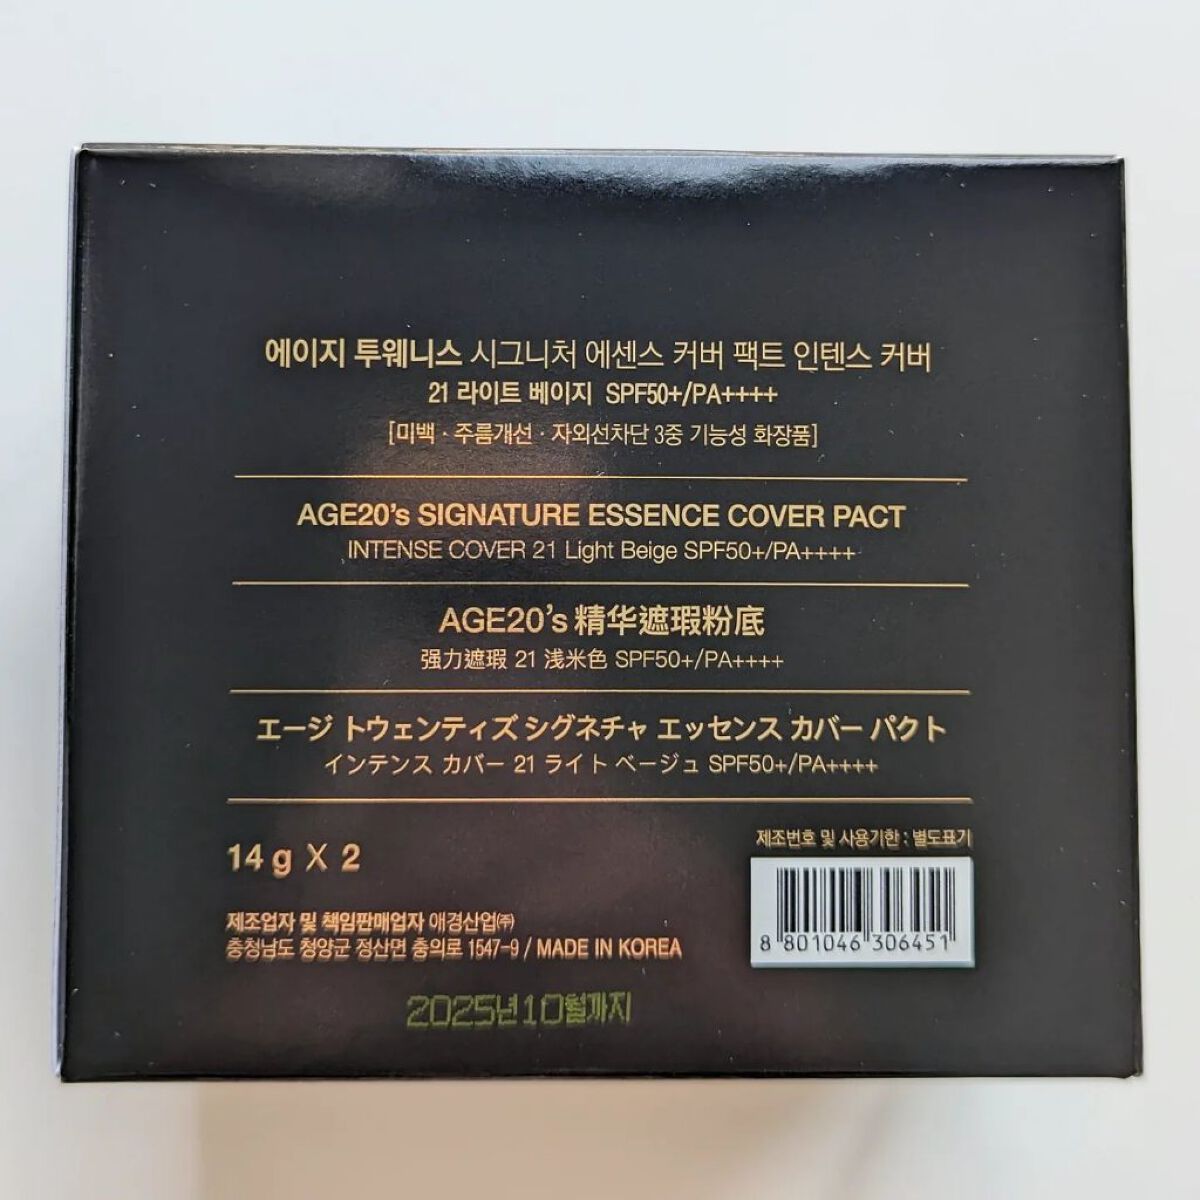 에이지 투웨니스 시그니처 에센스 커버 팩트 인텐스 커버
21 라이트 베이지 SPF50+/PA++++
[미백 · 주름개선 · 자외선차단 3중 기능성 화장품]
AGE20's SIGNATURE ESSENCE COVER PACT
INTENSE COVER 21 Light Beige SPF50+/PA++++
AGE20's 精华遮瑕粉底
强力遮瑕 21 浅米色 SPF50+/PA++++
エージ トウェンティズ シグネチャ エッセンス カバー パクト
インテンス カバー 21 ライト ベージュ SPF50+/PA++++
14 g X 2
제조번호 및 사용기한 : 별도표기
8 801046 306451
제조업자 및 책임판매업자 애경산업㈜
충청남도 청양군 정산면 충의로 1547-9 / MADE IN KOREA
2025년10월까지